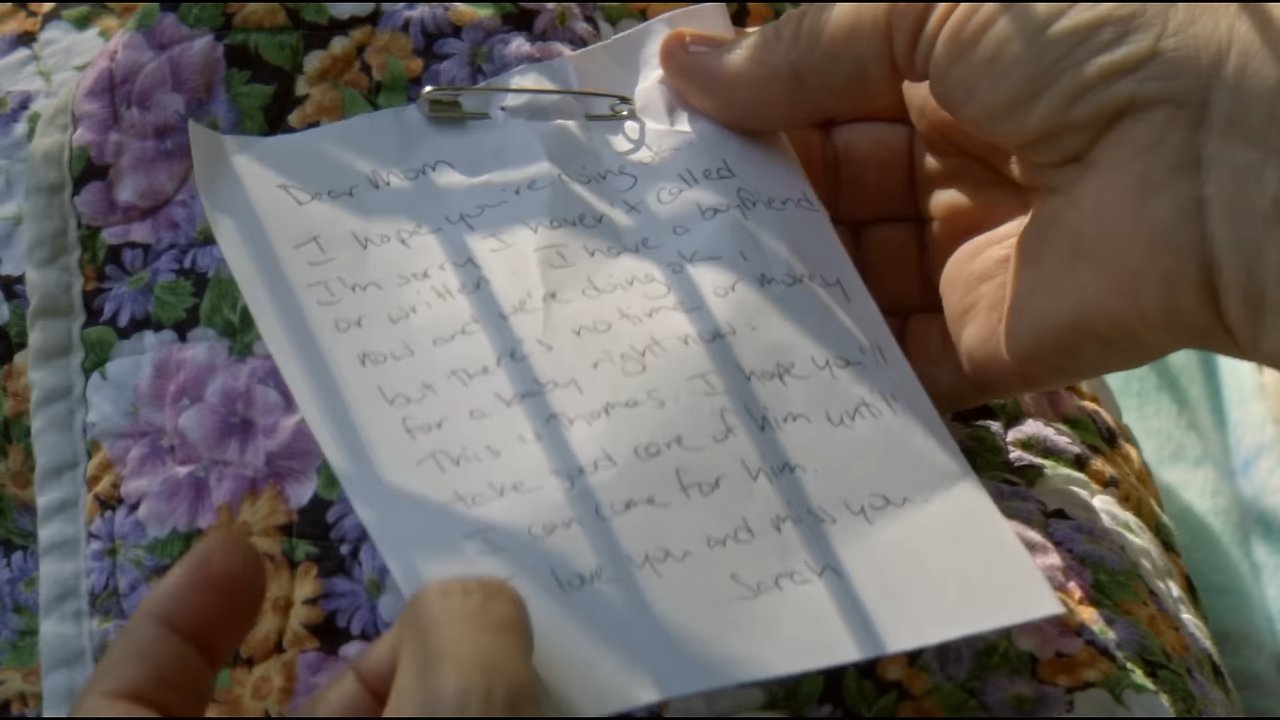 Dear Mom
I hope you're doing
I'm sorry I haven't called
or written I have a boyfriend
now and we're doing ok,
but there's no time or money
for a baby right now.
This is Thomas. I hope you'll
take good care of him until
I can come for him.
love you and miss you.
Sarah